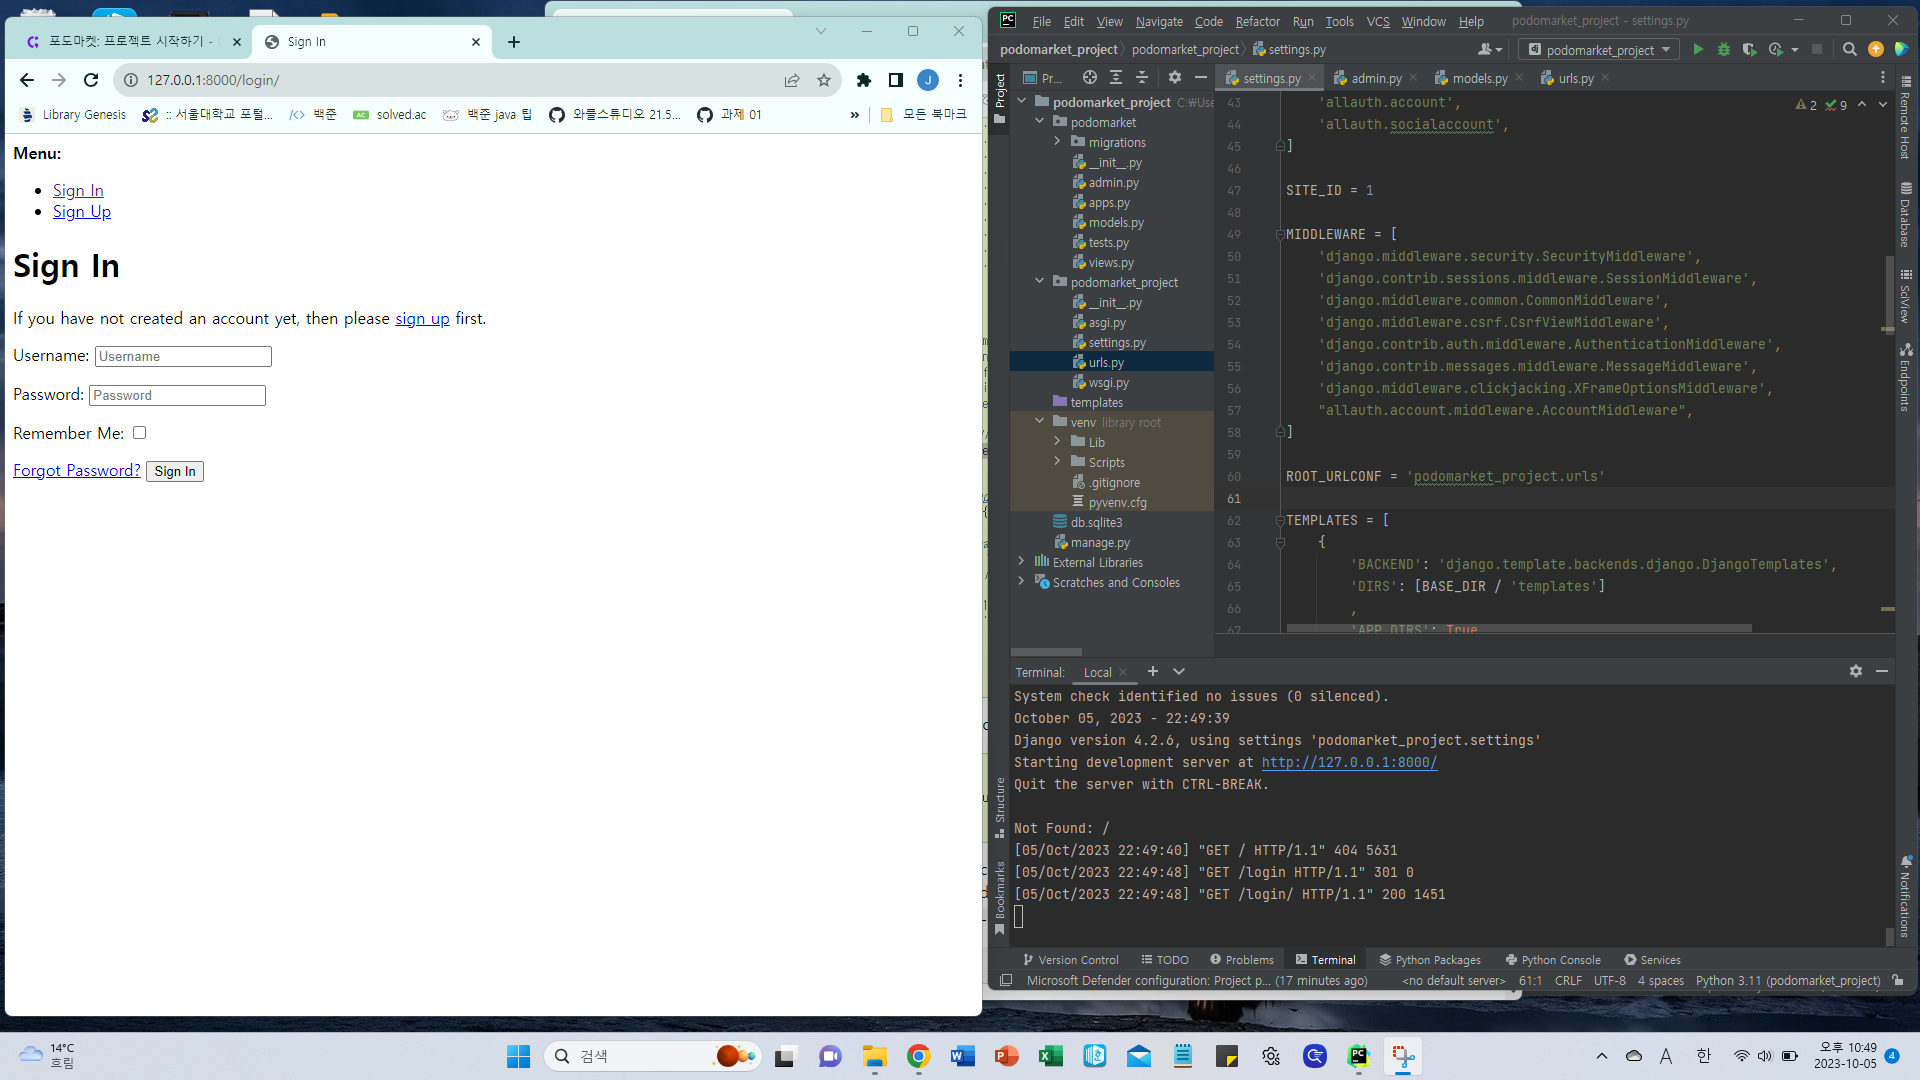 포도마켓: 프로젝트 시작하기 -
Sign In
127.0.0.1:8000/login/
Library Genesis
:: 서울대학교 포털...
백준
solved.ac
백준 java 팁
와플스튜디오 21.5...
과제 01
»
모든 북마크
Menu:
Sign In
Sign Up
Sign In
If you have not created an account yet, then please sign up first.
Username: Username
Password: Password
Remember Me:
Forgot Password? Sign In
File Edit View Navigate Code Refactor Run Tools VCS Window Help podomarket_project - settings.py
podomarket_project podomarket_project settings.py
podomarket_project
Project
Pr...
settings.py admin.py models.py urls.py
podomarket_project C:₩Use
podomarket
migrations
__init__.py
admin.py
apps.py
models.py
tests.py
views.py
podomarket_project
__init__.py
asgi.py
settings.py
urls.py
wsgi.py
templates
venv library root
Lib
Scripts
.gitignore
pyvenv.cfg
db.sqlite3
manage.py
External Libraries
Scratches and Consoles
2 9
43 'allauth.account',
44 'allauth.socialaccount',
45 ]
46
47 SITE_ID = 1
48
49 MIDDLEWARE = [
50 'django.middleware.security.SecurityMiddleware',
51 'django.contrib.sessions.middleware.SessionMiddleware',
52 'django.middleware.common.CommonMiddleware',
53 'django.middleware.csrf.CsrfViewMiddleware',
54 'django.contrib.auth.middleware.AuthenticationMiddleware',
55 'django.contrib.messages.middleware.MessageMiddleware',
56 'django.middleware.clickjacking.XFrameOptionsMiddleware',
57 "allauth.account.middleware.AccountMiddleware",
58 ]
59
60 ROOT_URLCONF = 'podomarket_project.urls'
61
62 TEMPLATES = [
63 {
64 'BACKEND': 'django.template.backends.django.DjangoTemplates',
65 'DIRS': [BASE_DIR / 'templates']
66 ,
67 'APP_DIRS': True
Remote Host
Database
SciView
Endpoints
Notifications
Structure
Bookmarks
Terminal: Local
System check identified no issues (0 silenced).
October 05, 2023 - 22:49:39
Django version 4.2.6, using settings 'podomarket_project.settings'
Starting development server at http://127.0.0.1:8000/
Quit the server with CTRL-BREAK.
Not Found: /
[05/Oct/2023 22:49:40] "GET / HTTP/1.1" 404 5631
[05/Oct/2023 22:49:48] "GET /login HTTP/1.1" 301 0
[05/Oct/2023 22:49:48] "GET /login/ HTTP/1.1" 200 1451
Version Control TODO Problems Terminal Python Packages Python Console Services
Microsoft Defender configuration: Project p... (17 minutes ago) <no default server> 61:1 CRLF UTF-8 4 spaces Python 3.11 (podomarket_project)
14°C
흐림
검색
A 한
오후 10:49
2023-10-05
4